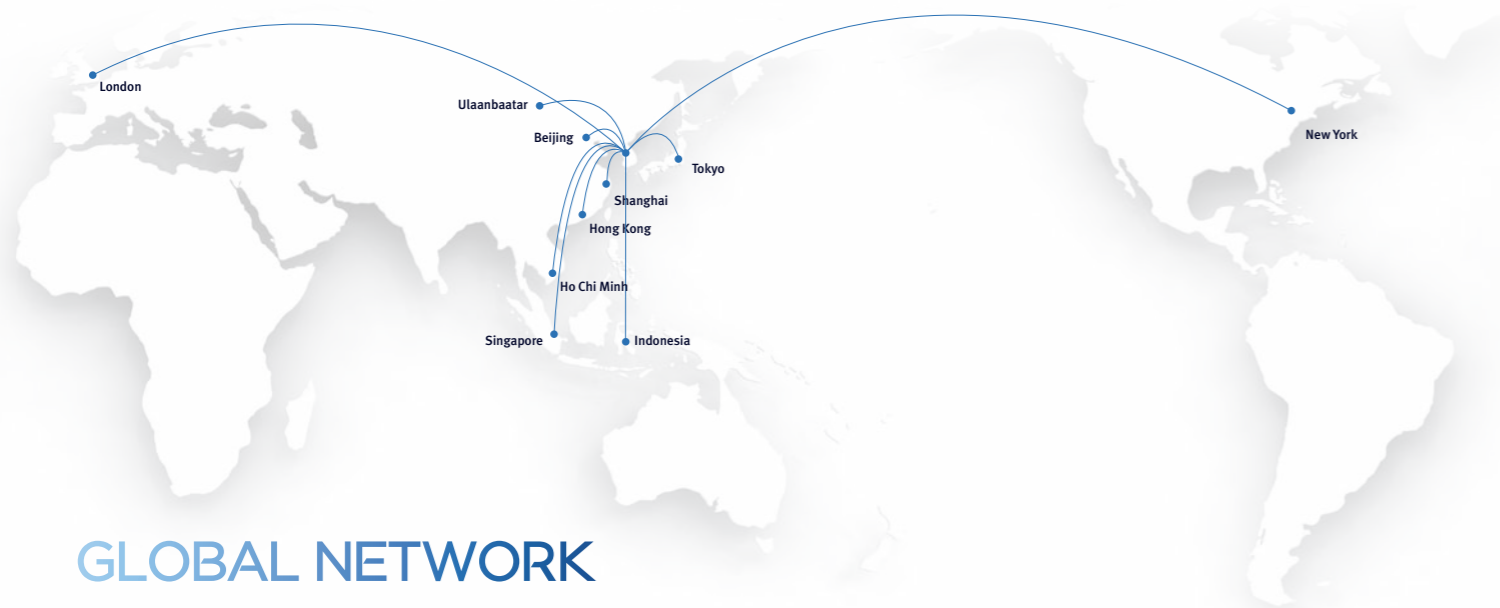 London
Ulaanbaatar
Beijing
New York
Tokyo
Shanghai
Hong Kong
Ho Chi Minh
Singapore
Indonesia
GLOBAL NETWORK